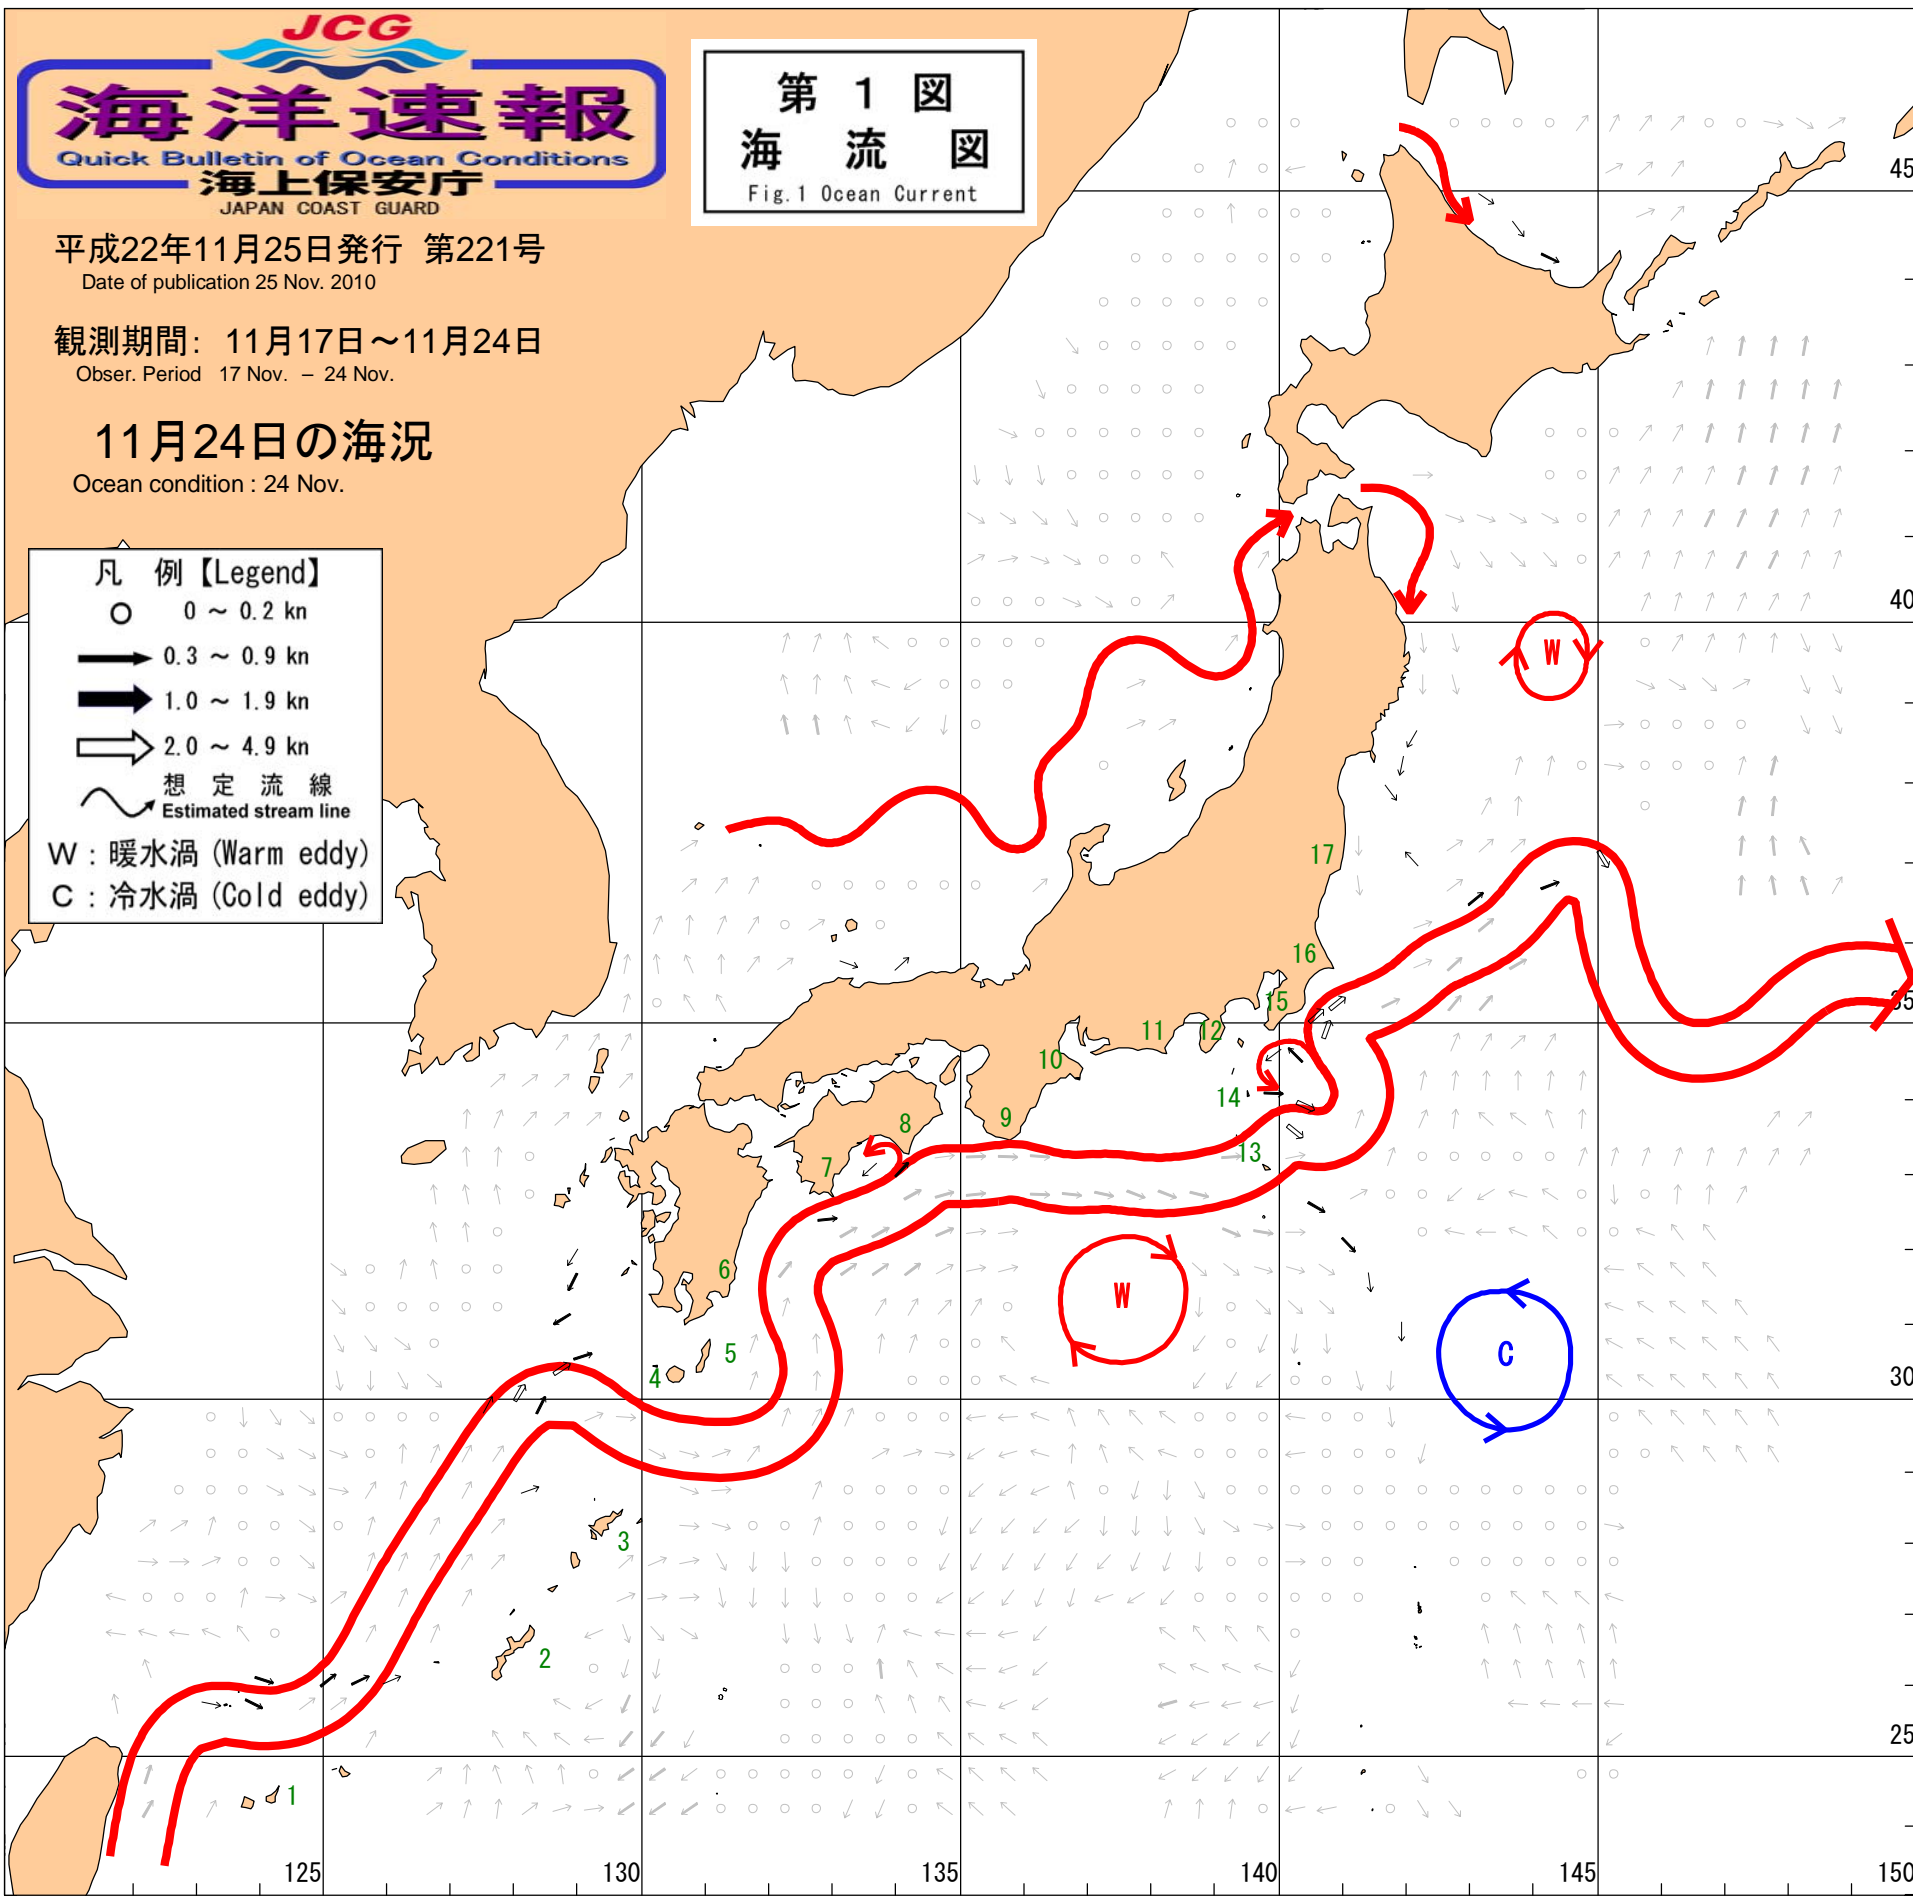 JCG
海洋速報
Quick Bulletin of Ocean Conditions
海上保安庁
JAPAN COAST GUARD
第 1 図
海 流 図
Fig.1 Ocean Current
平成22年11月25日発行 第221号
Date of publication 25 Nov. 2010
観測期間: 11月17日～11月24日
Obser. Period 17 Nov. – 24 Nov.
11月24日の海況
Ocean condition : 24 Nov.
凡 例【Legend】
0 ～ 0.2 kn
0.3 ～ 0.9 kn
1.0 ～ 1.9 kn
2.0 ～ 4.9 kn
想 定 流 線
Estimated stream line
W : 暖水渦 (Warm eddy)
C : 冷水渦 (Cold eddy)
45
40
W
17
16
35
15
12
11
10
14
9
8
13
7
6
W
C
5
4
30
3
2
25
1
125
130
135
140
145
150